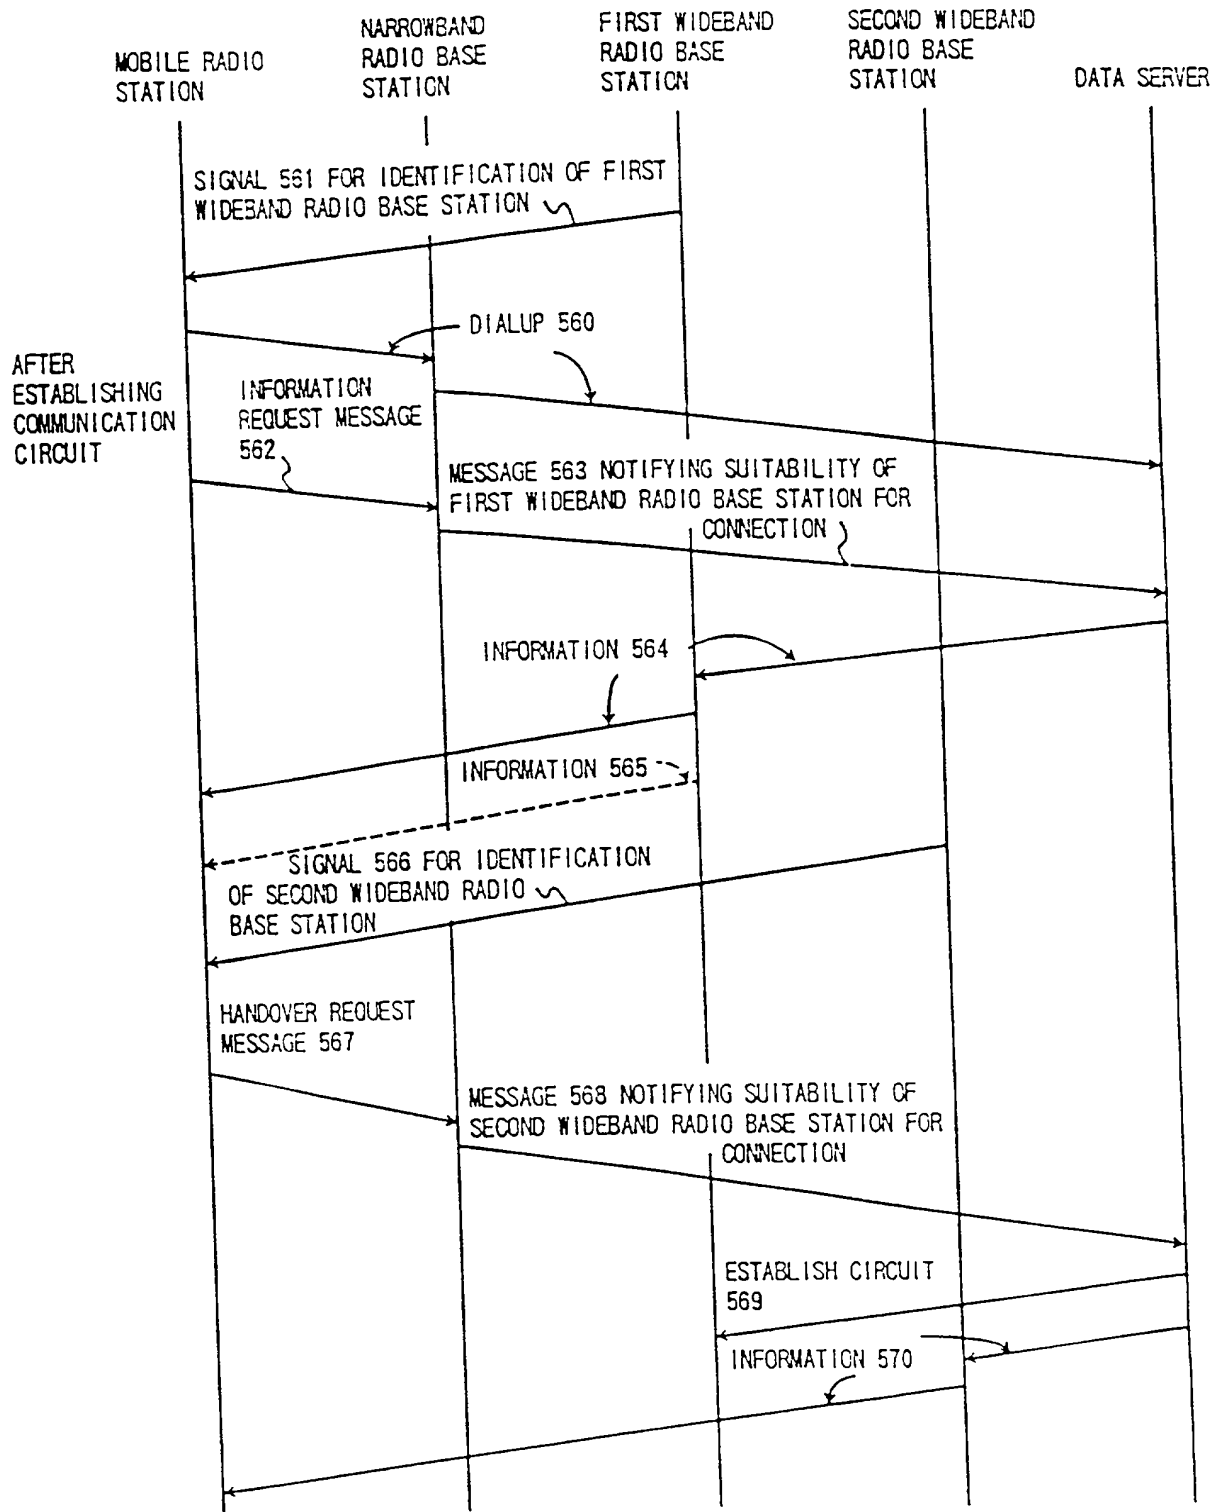 MOBILE RADIO
STATION
NARROWBAND
RADIO BASE
STATION
FIRST WIDEBAND
RADIO BASE
STATION
SECOND WIDEBAND
RADIO BASE
STATION
DATA SERVER
SIGNAL 561 FOR IDENTIFICATION OF FIRST
WIDEBAND RADIO BASE STATION
DIALUP 560
AFTER
ESTABLISHING
COMMUNICATION
CIRCUIT
INFORMATION
REQUEST MESSAGE
562
MESSAGE 563 NOTIFYING SUITABILITY OF
FIRST WIDEBAND RADIO BASE STATION FOR
CONNECTION
INFORMATION 564
INFORMATION 565
SIGNAL 566 FOR IDENTIFICATION
OF SECOND WIDEBAND RADIO
BASE STATION
HANDOVER REQUEST
MESSAGE 567
MESSAGE 568 NOTIFYING SUITABILITY OF
SECOND WIDEBAND RADIO BASE STATION FOR
CONNECTION
ESTABLISH CIRCUIT
569
INFORMATION 570